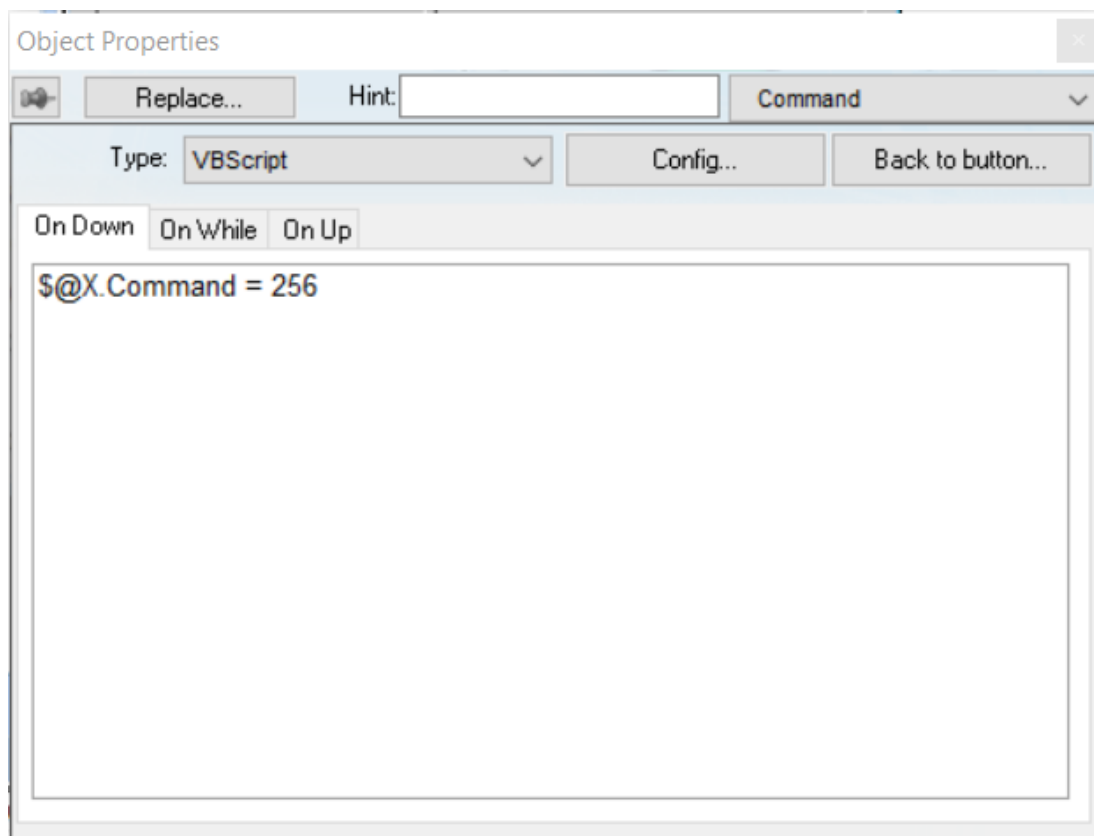 Object Properties
Replace... Hint: Command
Type: VBScript Config... Back to button...
On Down On While On Up
$@X.Command = 256